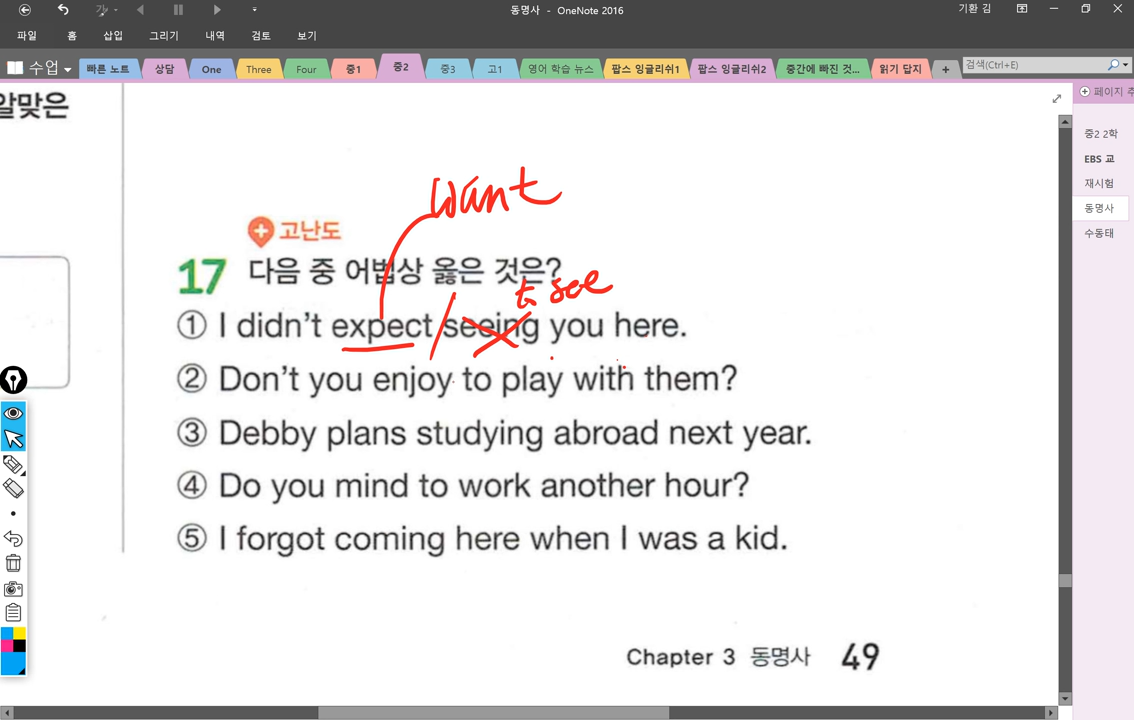 동명사 - OneNote 2016
기환 김
파일 홈 삽입 그리기 내역 검토 보기
수업 빠른 노트 상담 One Three Four 중1 중2 중3 고1 영어 학습 뉴스 팝스 잉글리쉬1 팝스 잉글리쉬2 중간에 빠진 것... 읽기 답지 + 검색(Ctrl+E)
페이지 추
중2 2학
EBS 교
재시험
동명사
수동태
알맞은
want
고난도
17 다음 중 어법상 옳은 것은?
to see
① I didn't expect / seeing you here.
② Don't you enjoy to play with them?
③ Debby plans studying abroad next year.
④ Do you mind to work another hour?
⑤ I forgot coming here when I was a kid.
Chapter 3 동명사 49